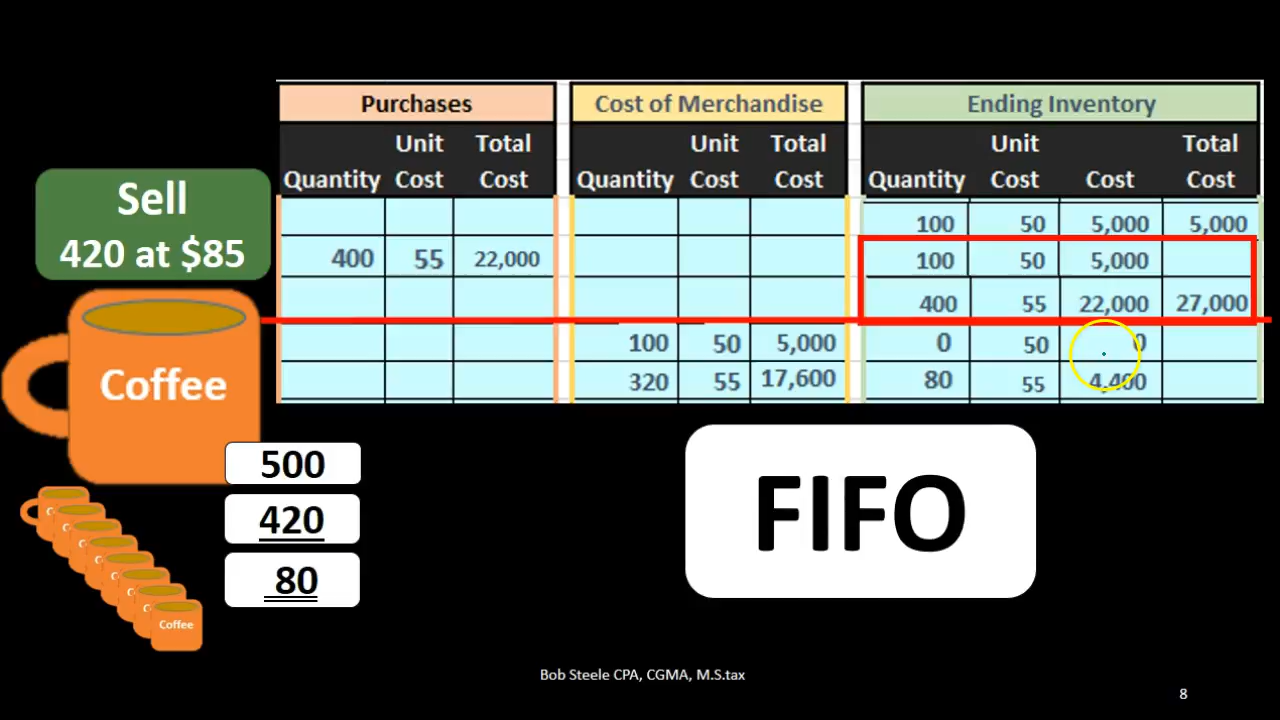 Purchases Cost of Merchandise Ending Inventory
Unit Total Unit Total Unit Total
Quantity Cost Cost Quantity Cost Cost Quantity Cost Cost Cost
100 50 5,000 5,000
400 55 22,000 100 50 5,000
400 55 22,000 27,000
100 50 5,000 0 50 0
320 55 17,600 80 55 4,400
Sell
420 at $85
Coffee
500
420
80
Coffee
FIFO
Bob Steele CPA, CGMA, M.S.tax
8